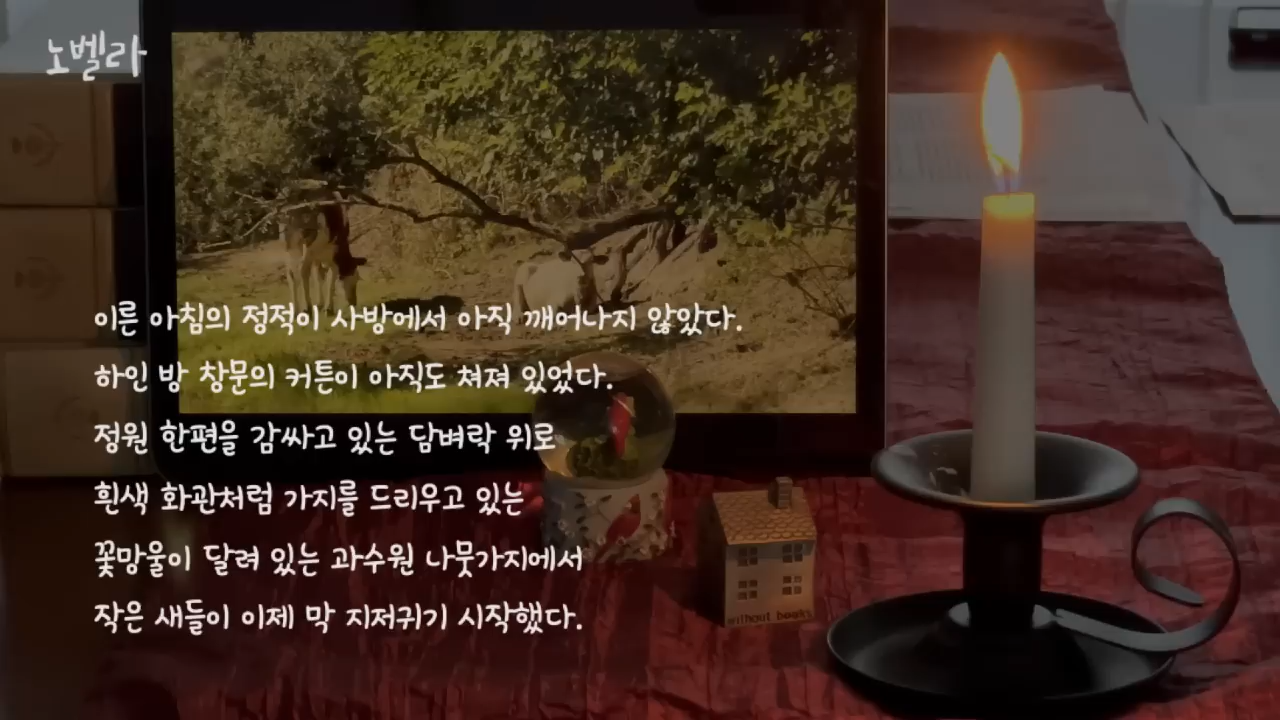 노벨라
이른 아침의 정적이 사방에서 아직 깨어나지 않았다.
하인 방 창문의 커튼이 아직도 쳐져 있었다.
정원 한편을 감싸고 있는 담벼락 위로
흰색 화관처럼 가지를 드리우고 있는
꽃망울이 달려 있는 과수원 나뭇가지에서
작은 새들이 이제 막 지저귀기 시작했다.
without books